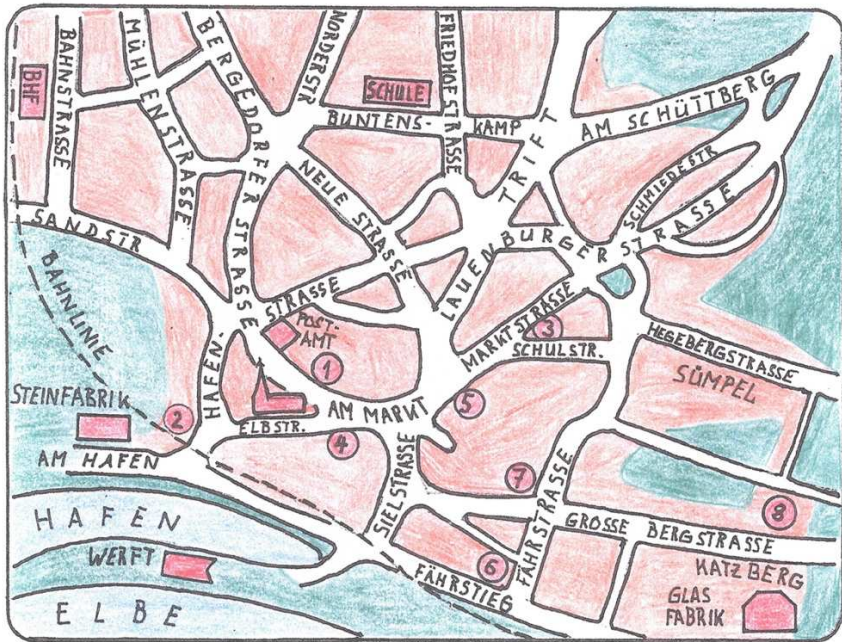 BHF
BAHNSTRASSE
MÜHLENSTRASSE
BERGEDORFER STRASSE
NORDERSTR
FRIEDHOFSTRASSE
SCHULE
BUNTENS-
KAMP
TRIFT
AM SCHÜTTBERG
SCHMIEDESTR
NEUE STRASSE
LAUENBURGER STRASSE
SANDSTR
BAHNLINIE
STRASSE
POST-
AMT
MARKTSTRASSE
3
SCHULSTR.
HEGEBERGSTRASSE
SÜMPEL
1
HAFEN-
STEINFABRIK
2
AM MARKT
5
ELBSTR.
4
AM HAFEN
SIELSTRASSE
7
FÄHRSTRASSE
8
GROSSE BERGSTRASSE
HAFEN
WERFT
6
FÄHRSTIEG
KATZBERG
GLAS
FABRIK
ELBE